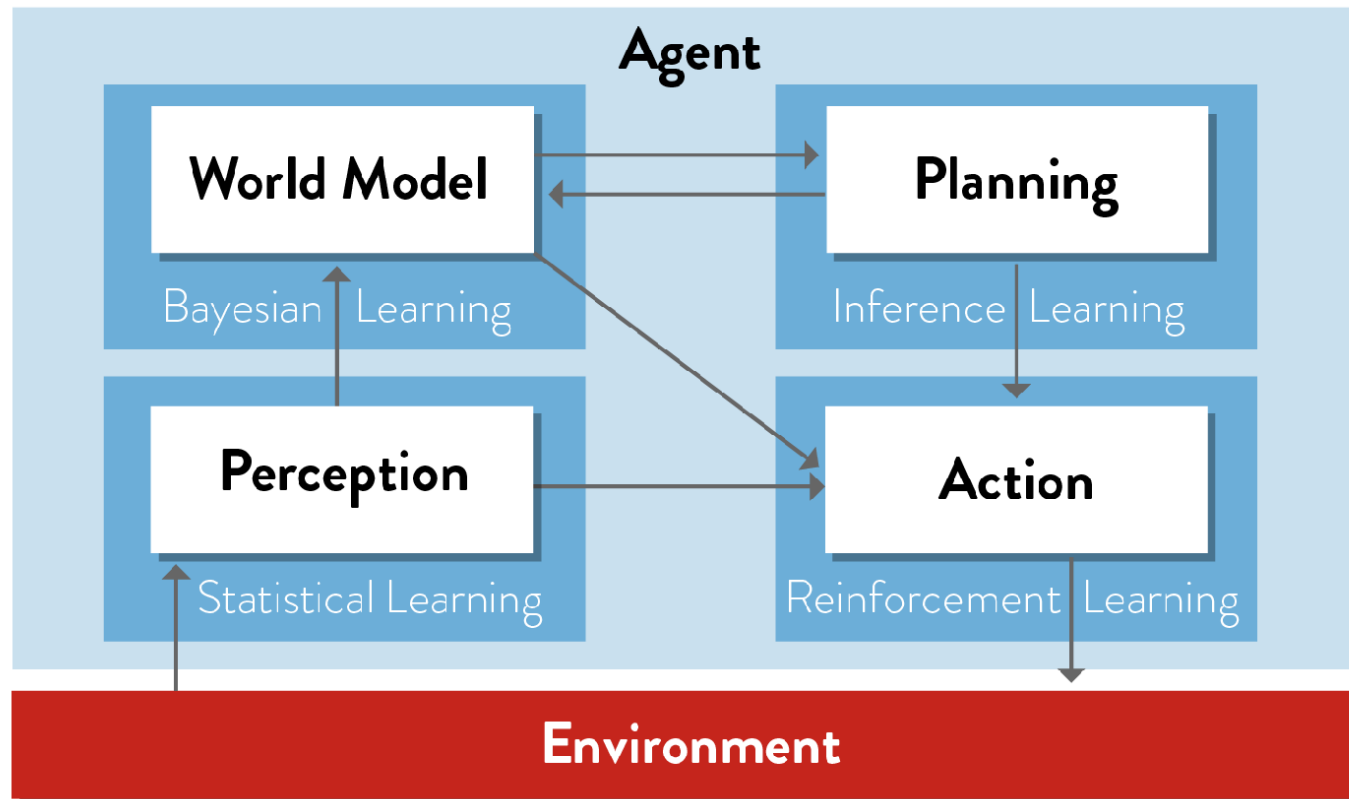 Agent
World Model
Planning
Bayesian Learning
Inference Learning
Perception
Action
Statistical Learning
Reinforcement Learning
Environment